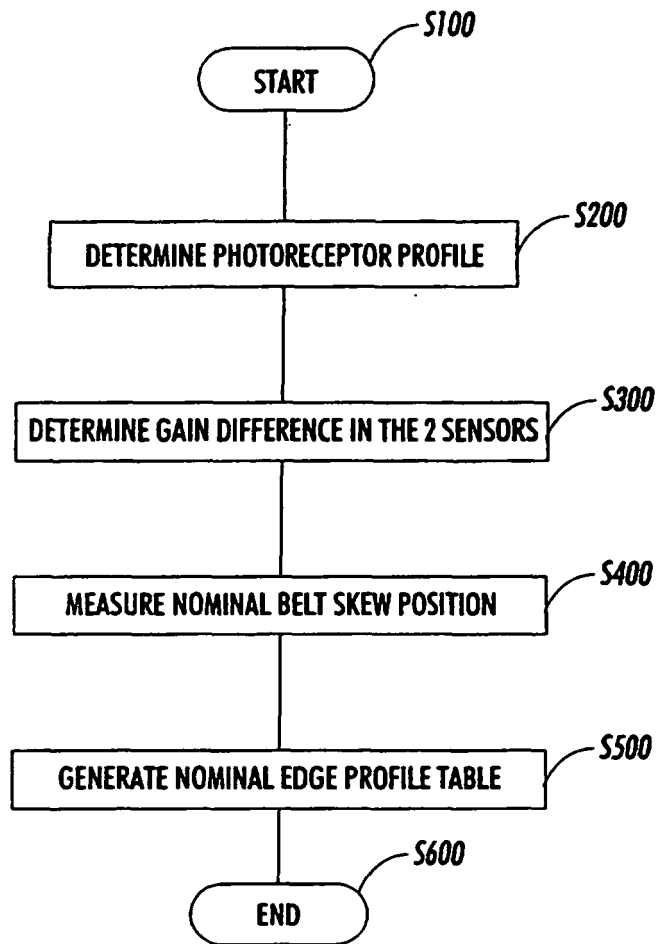 S100
START
S200
DETERMINE PHOTORECEPTOR PROFILE
S300
DETERMINE GAIN DIFFERENCE IN THE 2 SENSORS
S400
MEASURE NOMINAL BELT SKEW POSITION
S500
GENERATE NOMINAL EDGE PROFILE TABLE
S600
END